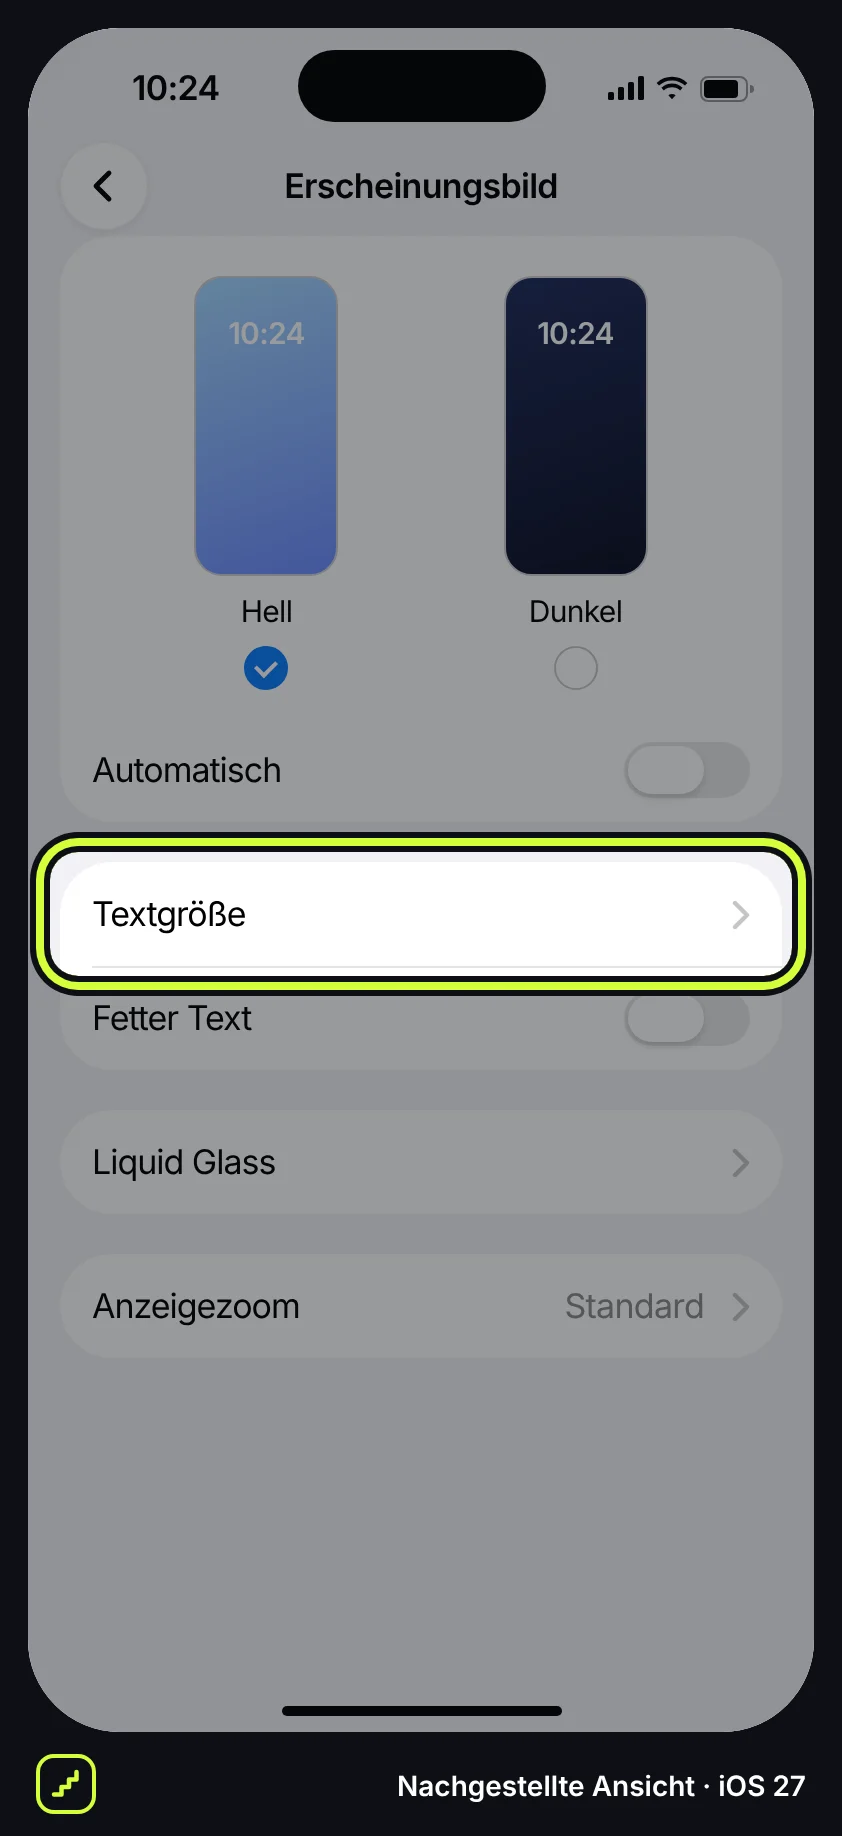 10:24
Erscheinungsbild
10:24
10:24
Hell
Dunkel
Automatisch
Textgröße
Fetter Text
Liquid Glass
Anzeigezoom
Standard
Nachgestellte Ansicht · iOS 27